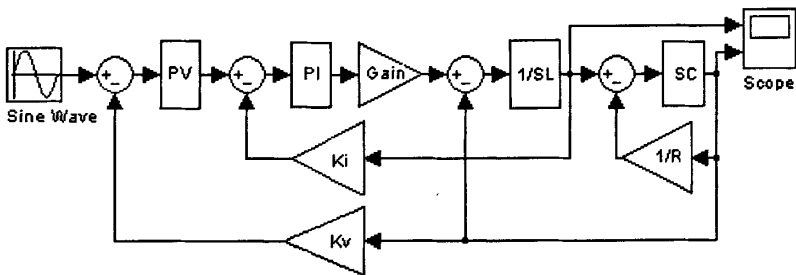 Sine Wave
+
−
PV
+
−
PI
Gain
+
−
1/SL
+
−
SC
Scope
Ki
1/R
Kv